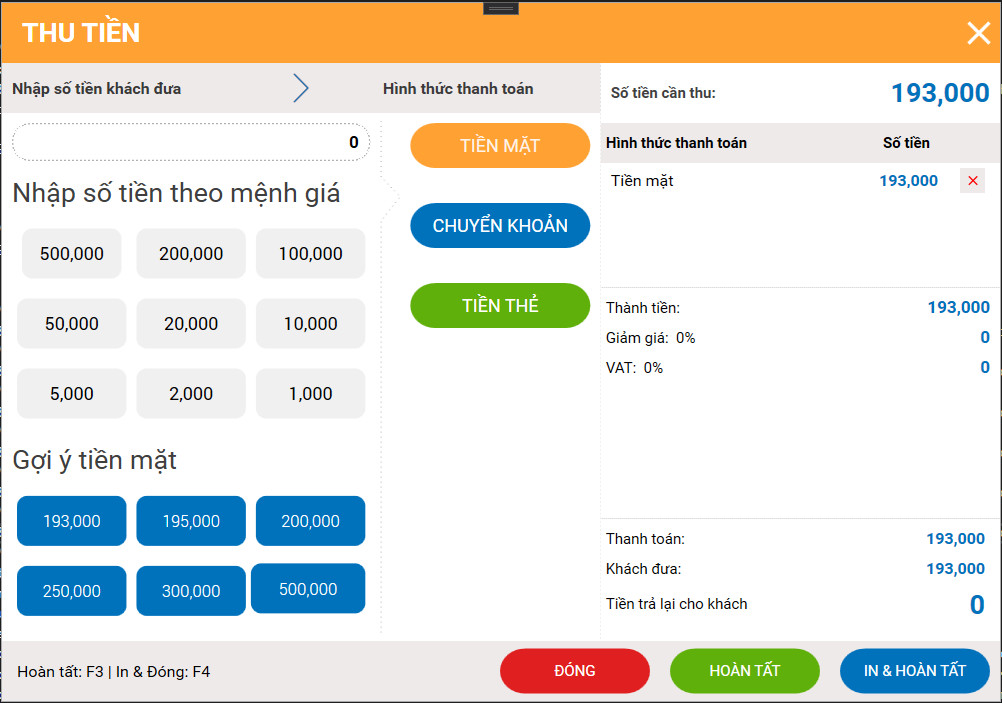 THU TIỀN
Nhập số tiền khách đưa
Hình thức thanh toán
0
Nhập số tiền theo mệnh giá
500,000 200,000 100,000
50,000 20,000 10,000
5,000 2,000 1,000
Gợi ý tiền mặt
193,000 195,000 200,000
250,000 300,000 500,000
TIỀN MẶT
CHUYỂN KHOẢN
TIỀN THẺ
Số tiền cần thu: 193,000
Hình thức thanh toán Số tiền
Tiền mặt 193,000
Thành tiền: 193,000
Giảm giá: 0% 0
VAT: 0% 0
Thanh toán: 193,000
Khách đưa: 193,000
Tiền trả lại cho khách 0
Hoàn tất: F3 | In & Đóng: F4
ĐÓNG
HOÀN TẤT
IN & HOÀN TẤT